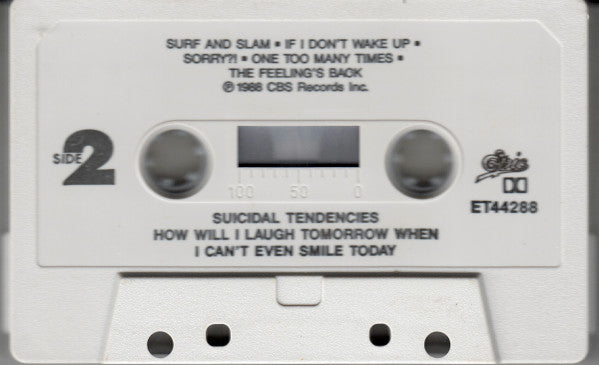 SURF AND SLAM • IF I DON'T WAKE UP •
SORRY?! • ONE TOO MANY TIMES •
THE FEELING'S BACK
℗ 1988 CBS Records Inc.
SIDE 2
100 50 0
Epic
ET44288
SUICIDAL TENDENCIES
HOW WILL I LAUGH TOMORROW WHEN
I CAN'T EVEN SMILE TODAY